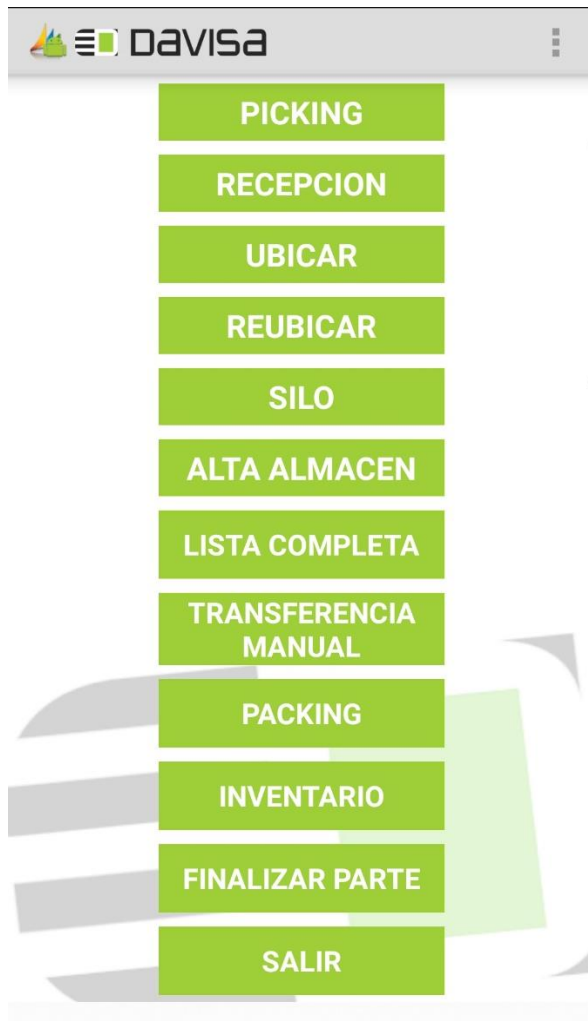 Davisa
PICKING
RECEPCION
UBICAR
REUBICAR
SILO
ALTA ALMACEN
LISTA COMPLETA
TRANSFERENCIA
MANUAL
PACKING
INVENTARIO
FINALIZAR PARTE
SALIR